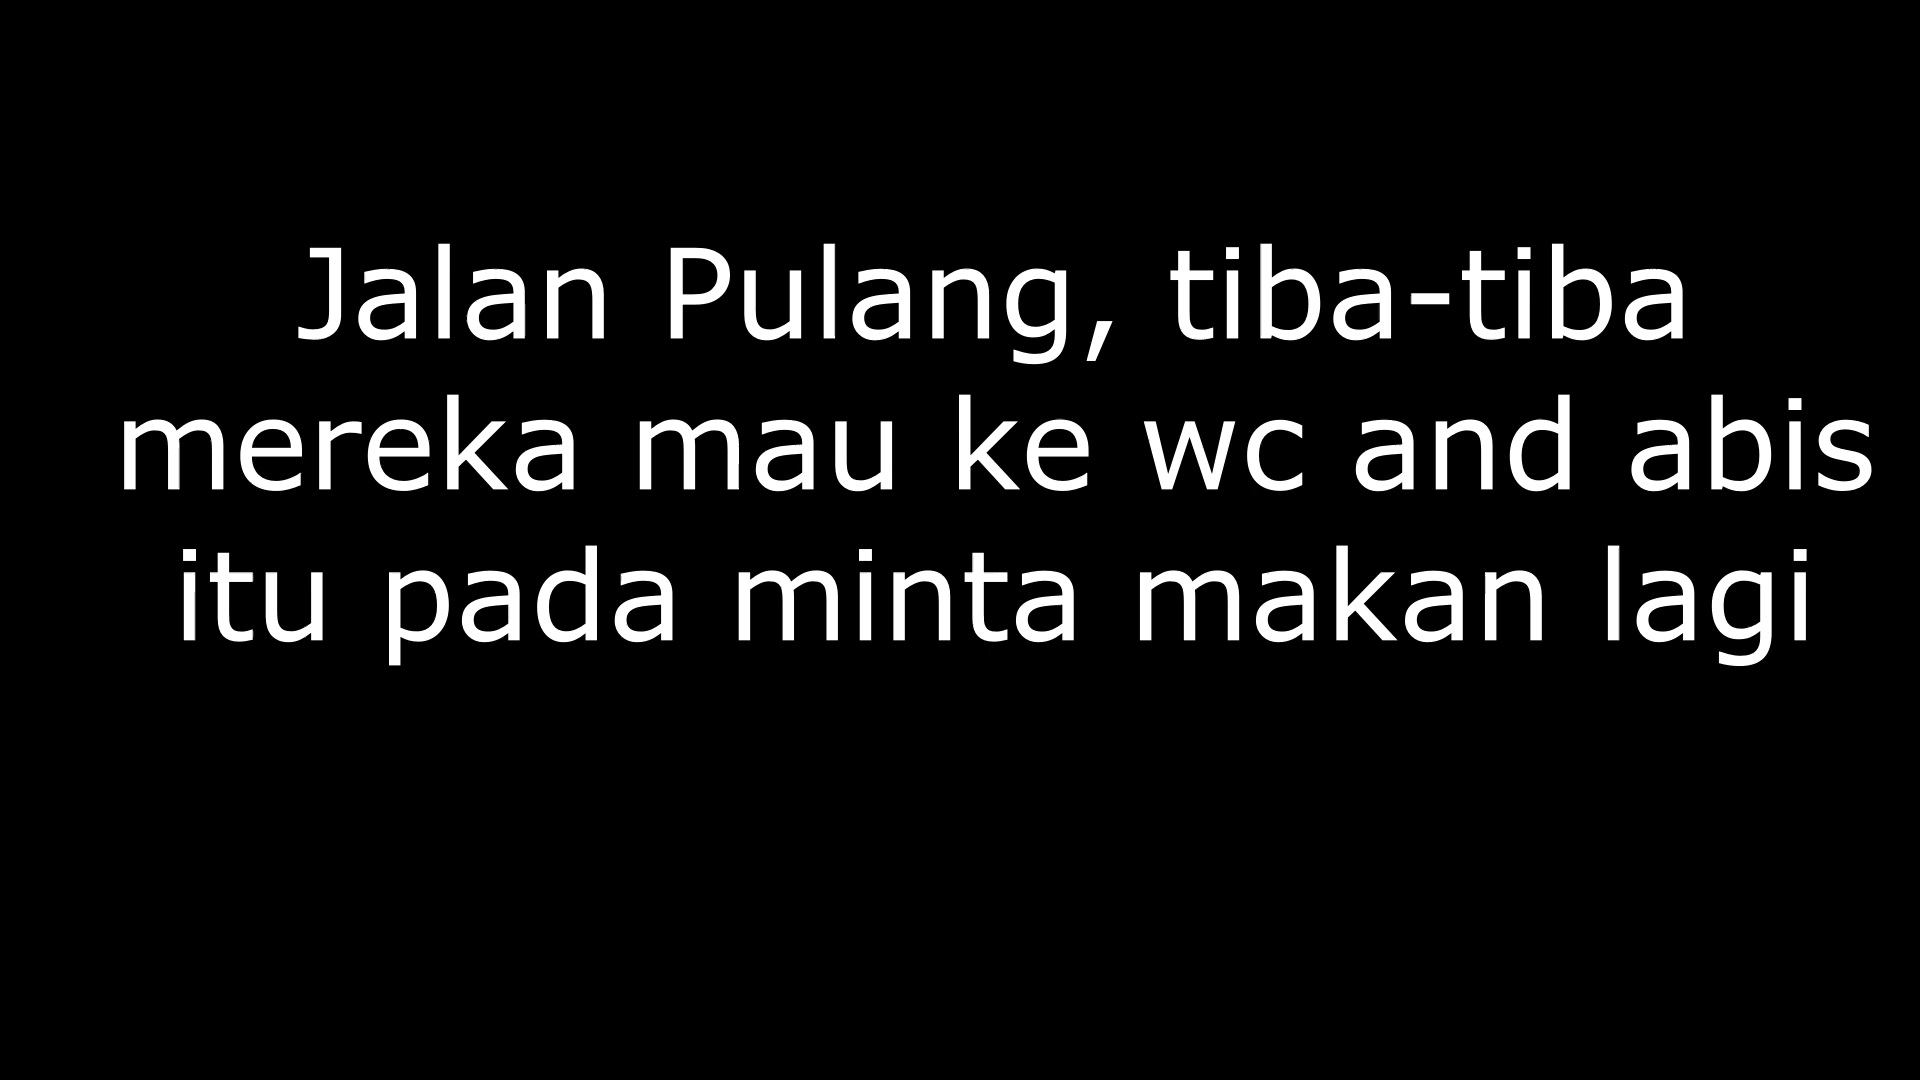 Jalan Pulang, tiba-tiba
mereka mau ke wc and abis
itu pada minta makan lagi